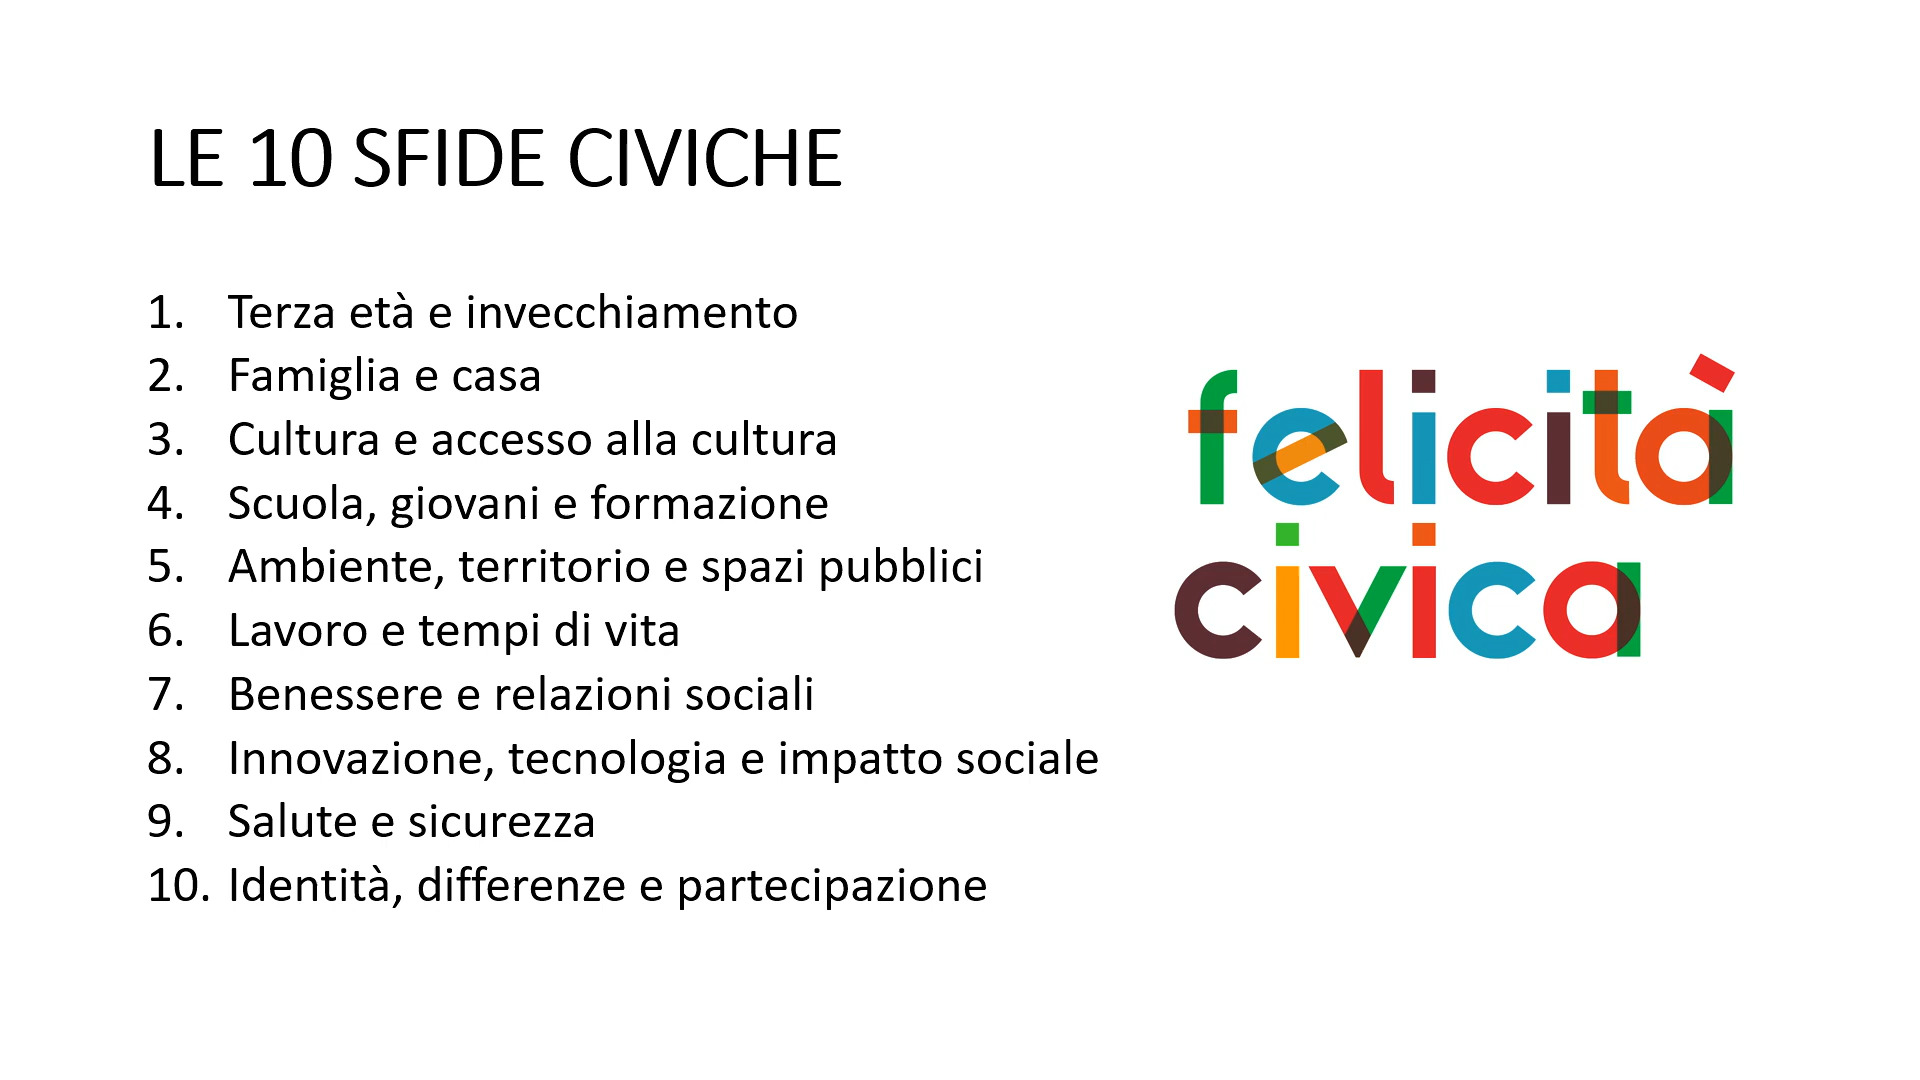 LE 10 SFIDE CIVICHE
1. Terza età e invecchiamento
2. Famiglia e casa
3. Cultura e accesso alla cultura
4. Scuola, giovani e formazione
5. Ambiente, territorio e spazi pubblici
6. Lavoro e tempi di vita
7. Benessere e relazioni sociali
8. Innovazione, tecnologia e impatto sociale
9. Salute e sicurezza
10. Identità, differenze e partecipazione
felicità
civica